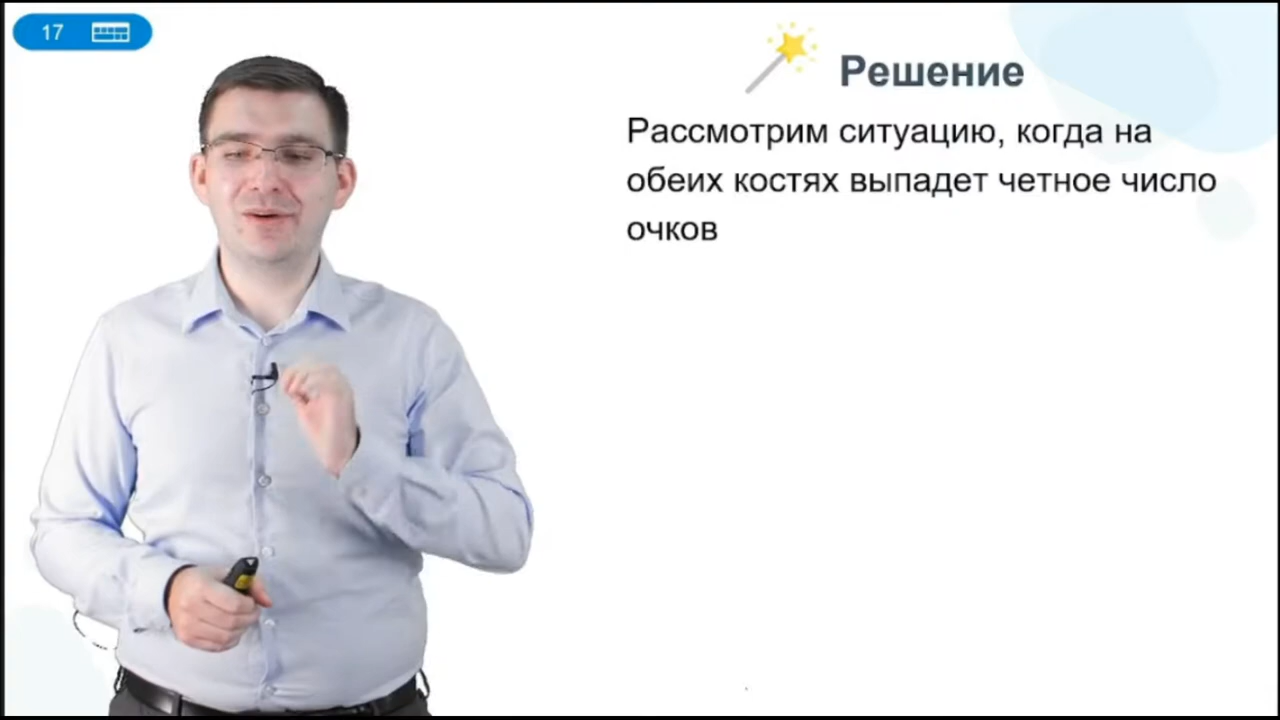 17
Решение
Рассмотрим ситуацию, когда на
обеих костях выпадет четное число
очков